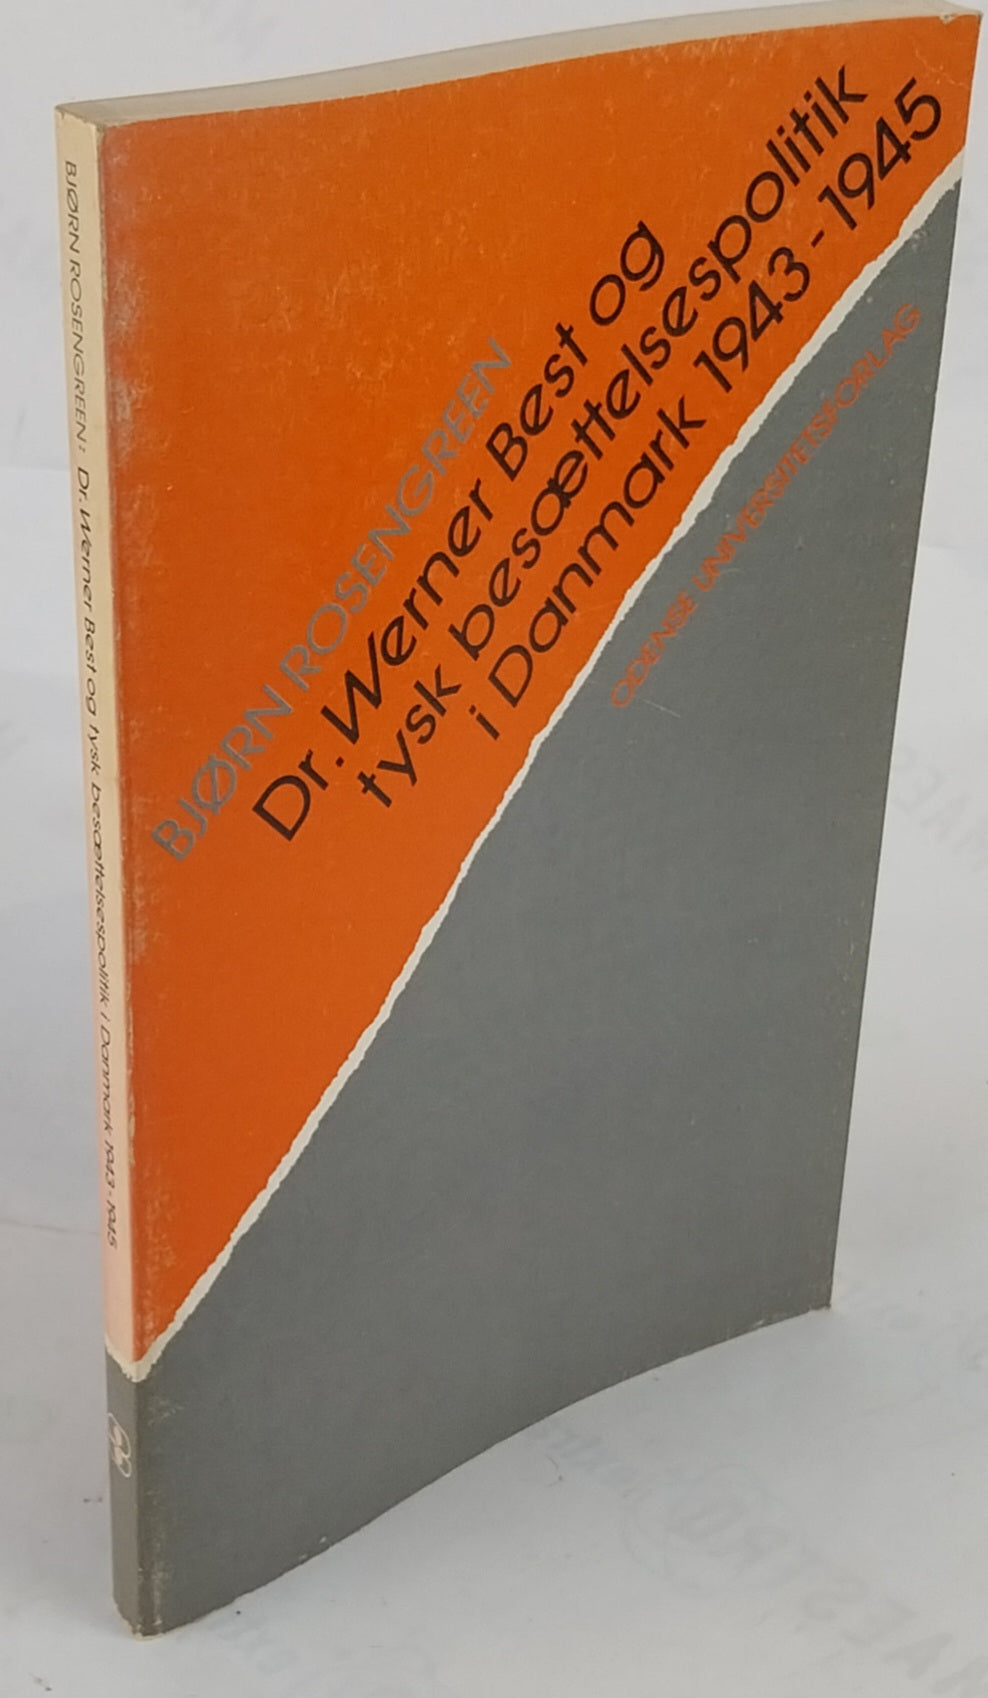 BJØRN ROSENGREEN
Dr. Werner Best og
tysk besættelsespolitik
i Danmark 1943-1945
ODENSE UNIVERSITETSFORLAG
BJØRN ROSENGREEN: Dr. Werner Best og tysk besættelsespolitik i Danmark 1943-1945